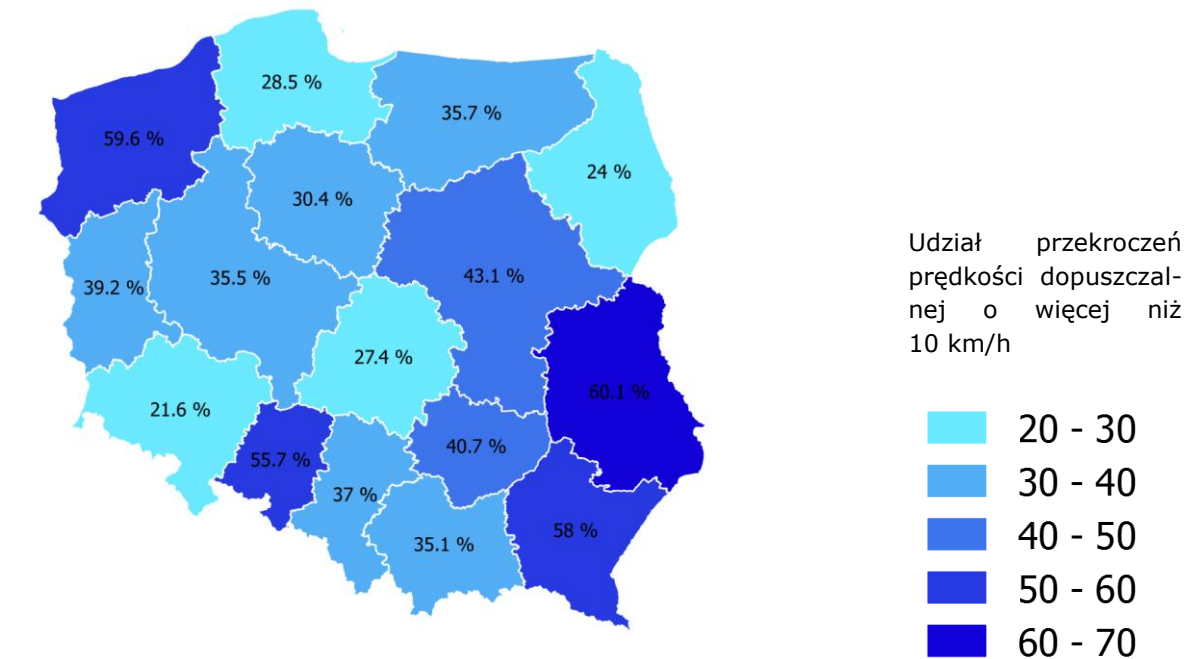 28.5 %
35.7 %
59.6 %
24 %
30.4 %
35.5 %
43.1 %
39.2 %
27.4 %
60.1 %
21.6 %
40.7 %
55.7 %
37 %
58 %
35.1 %
Udział przekroczeń
prędkości dopuszczal-
nej o więcej niż
10 km/h
20 - 30
30 - 40
40 - 50
50 - 60
60 - 70